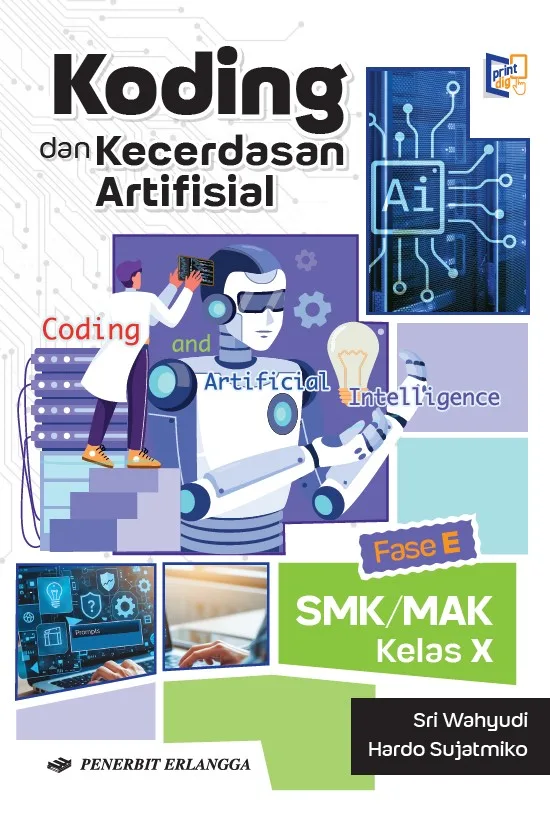 Koding
dan Kecerdasan
Artifisial
print
dig
Ai
Coding
and
Artificial
Intelligence
Fase E
Prompts
SMK/MAK
Kelas X
Sri Wahyudi
Hardo Sujatmiko
PENERBIT ERLANGGA